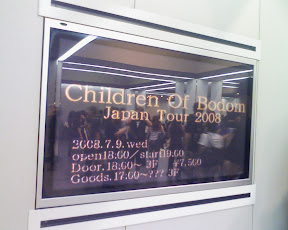 Children Of Bodom
Japan Tour 2008
2008.7.9.wed
open18:00/start19:00
Door.18:00~ 3F ¥7,500
Goods.17:00~??? 3F